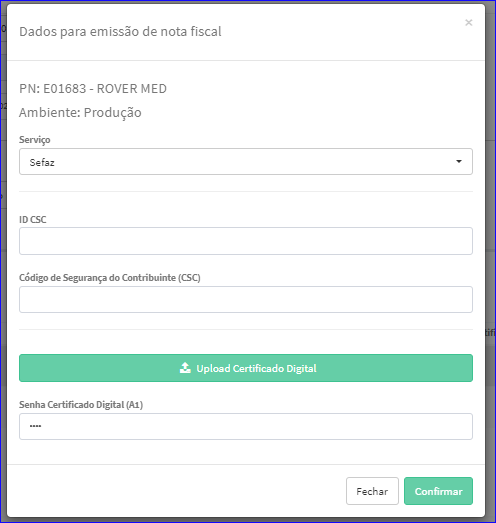 Dados para emissão de nota fiscal
×
PN: E01683 - ROVER MED
Ambiente: Produção
Serviço
Sefaz
ID CSC
Código de Segurança do Contribuinte (CSC)
Upload Certificado Digital
Senha Certificado Digital (A1)
••••
Fechar Confirmar